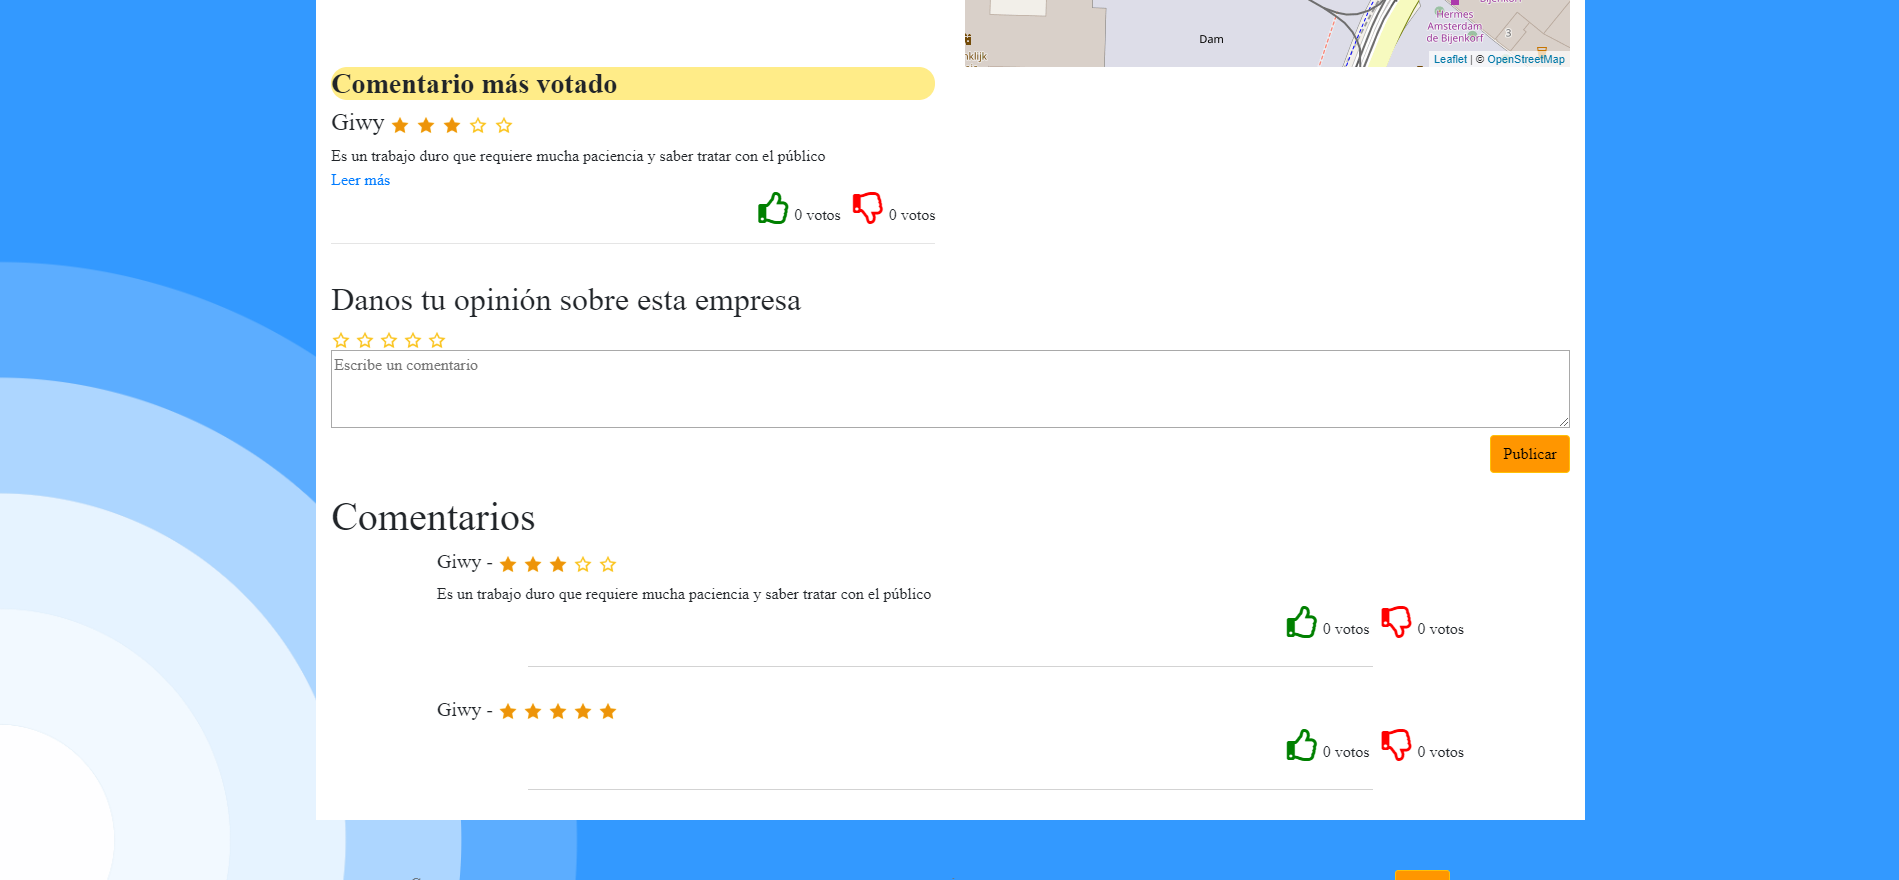 Hermes
Amsterdam
de Bijenkorf
3
Dam
Leaflet | © OpenStreetMap
Comentario más votado
Giwy
Es un trabajo duro que requiere mucha paciencia y saber tratar con el público
Leer más
0 votos 0 votos
Danos tu opinión sobre esta empresa
Escribe un comentario
Publicar
Comentarios
Giwy -
Es un trabajo duro que requiere mucha paciencia y saber tratar con el público
0 votos 0 votos
Giwy -
0 votos 0 votos